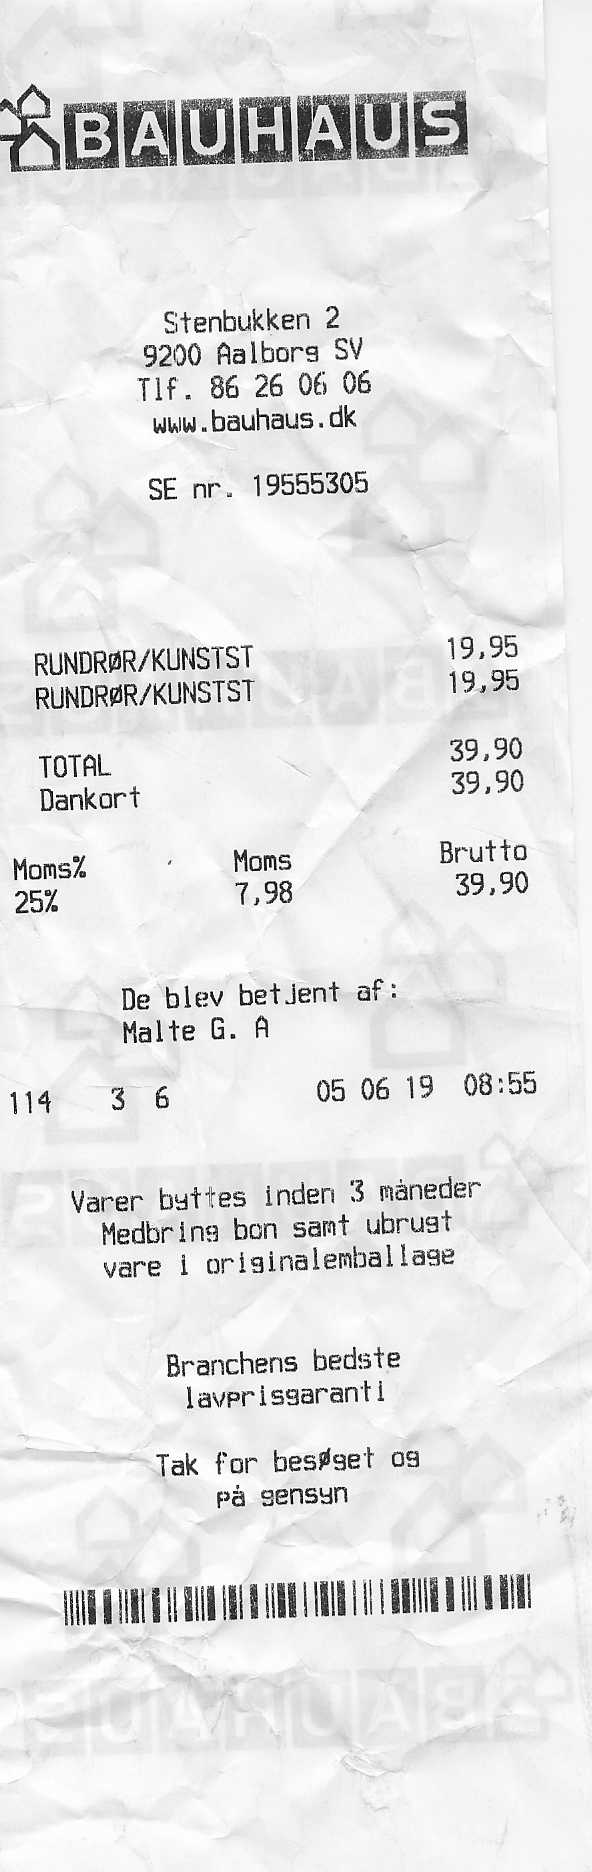 BAUHAUS
Stenbukken 2
9200 Aalborg SV
Tlf. 86 26 06 06
www.bauhaus.dk
SE nr. 19555305
RUNDRØR/KUNSTST 19,95
RUNDRØR/KUNSTST 19,95
TOTAL 39,90
Dankort 39,90
Moms% Moms Brutto
25% 7,98 39,90
De blev betjent af:
Malte G. A
114 3 6 05 06 19 08:55
Varer byttes inden 3 måneder
Medbring bon samt ubrugt
vare i originalemballage
Branchens bedste
lavprisgaranti
Tak for besøget og
på gensyn